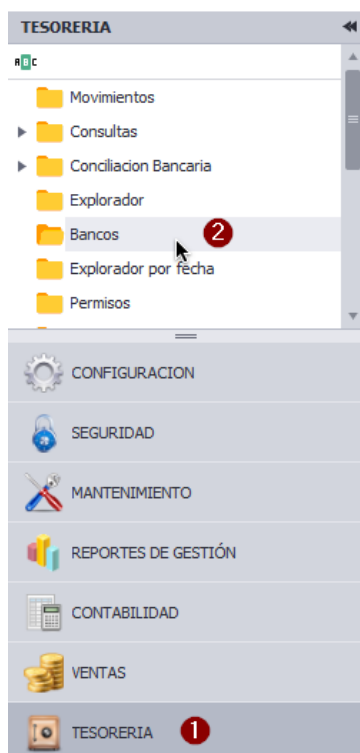 TESORERIA
ABC
Movimientos
Consultas
Conciliacion Bancaria
Explorador
Bancos 2
Explorador por fecha
Permisos
CONFIGURACION
SEGURIDAD
MANTENIMIENTO
REPORTES DE GESTIÓN
CONTABILIDAD
VENTAS
TESORERIA 1